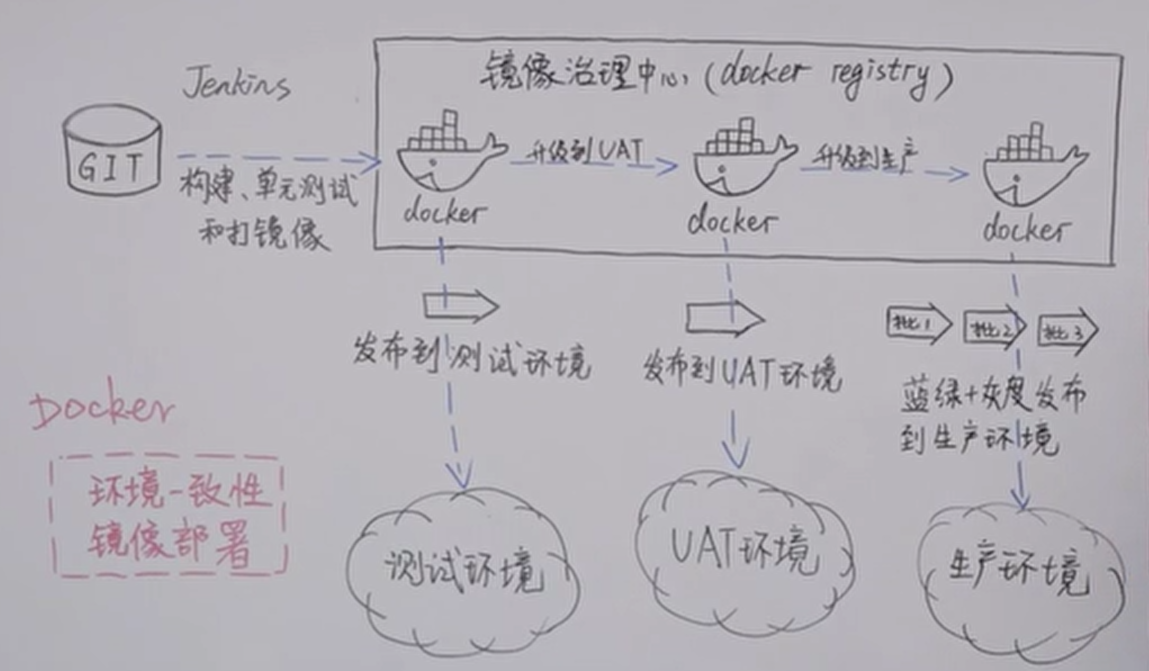 镜像治理中心(docker registry)
Jenkins
GIT
构建、单元测试
和打镜像
docker
升级到UAT
docker
升级到生产
docker
发布到测试环境
发布到UAT环境
批1
批2
批3
蓝绿+灰度发布
到生产环境
Docker
环境一致性
镜像部署
测试环境
UAT环境
生产环境